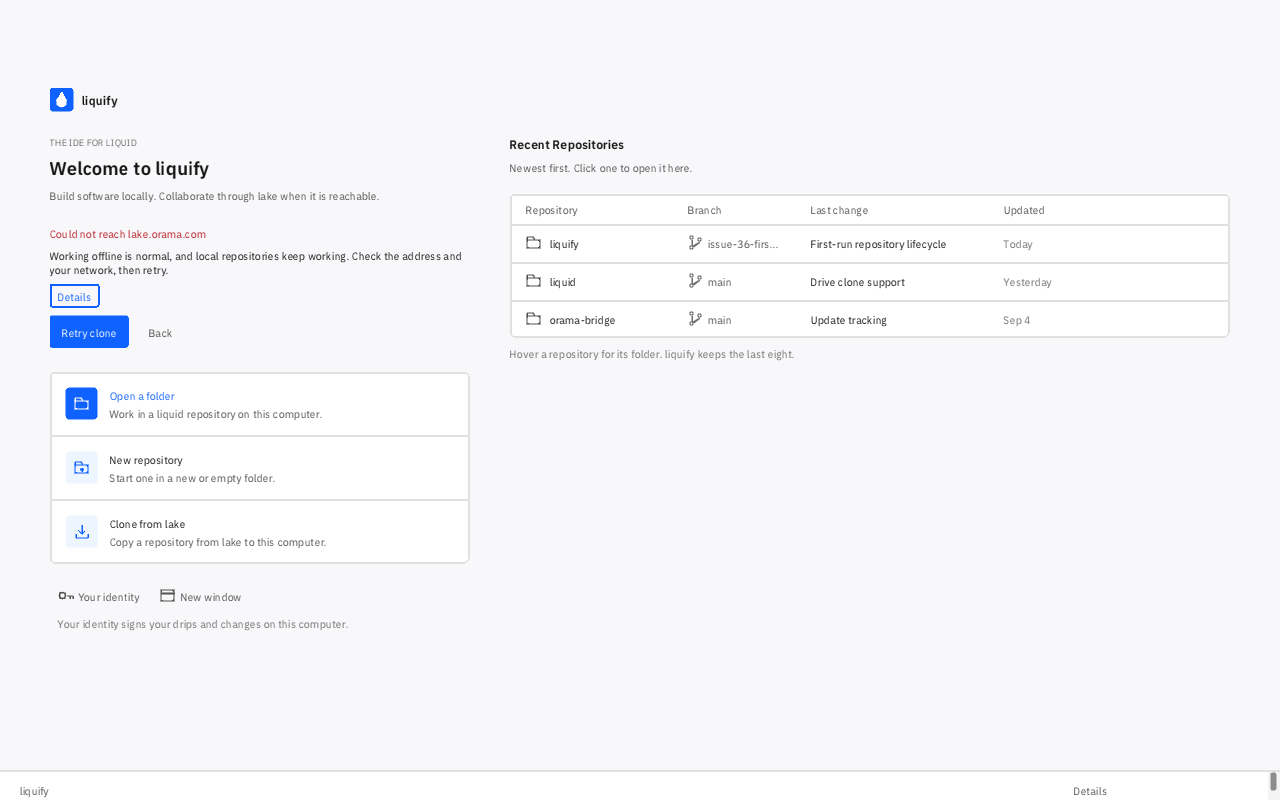 liquify
THE IDE FOR LIQUID
Welcome to liquify
Build software locally. Collaborate through lake when it is reachable.
Could not reach lake.orama.com
Working offline is normal, and local repositories keep working. Check the address and
your network, then retry.
Details
Retry clone
Back
Open a folder
Work in a liquid repository on this computer.
New repository
Start one in a new or empty folder.
Clone from lake
Copy a repository from lake to this computer.
Your identity
New window
Your identity signs your drips and changes on this computer.
Recent Repositories
Newest first. Click one to open it here.
Repository Branch Last change Updated
liquify issue-36-firs... First-run repository lifecycle Today
liquid main Drive clone support Yesterday
orama-bridge main Update tracking Sep 4
Hover a repository for its folder. liquify keeps the last eight.
liquify
Details